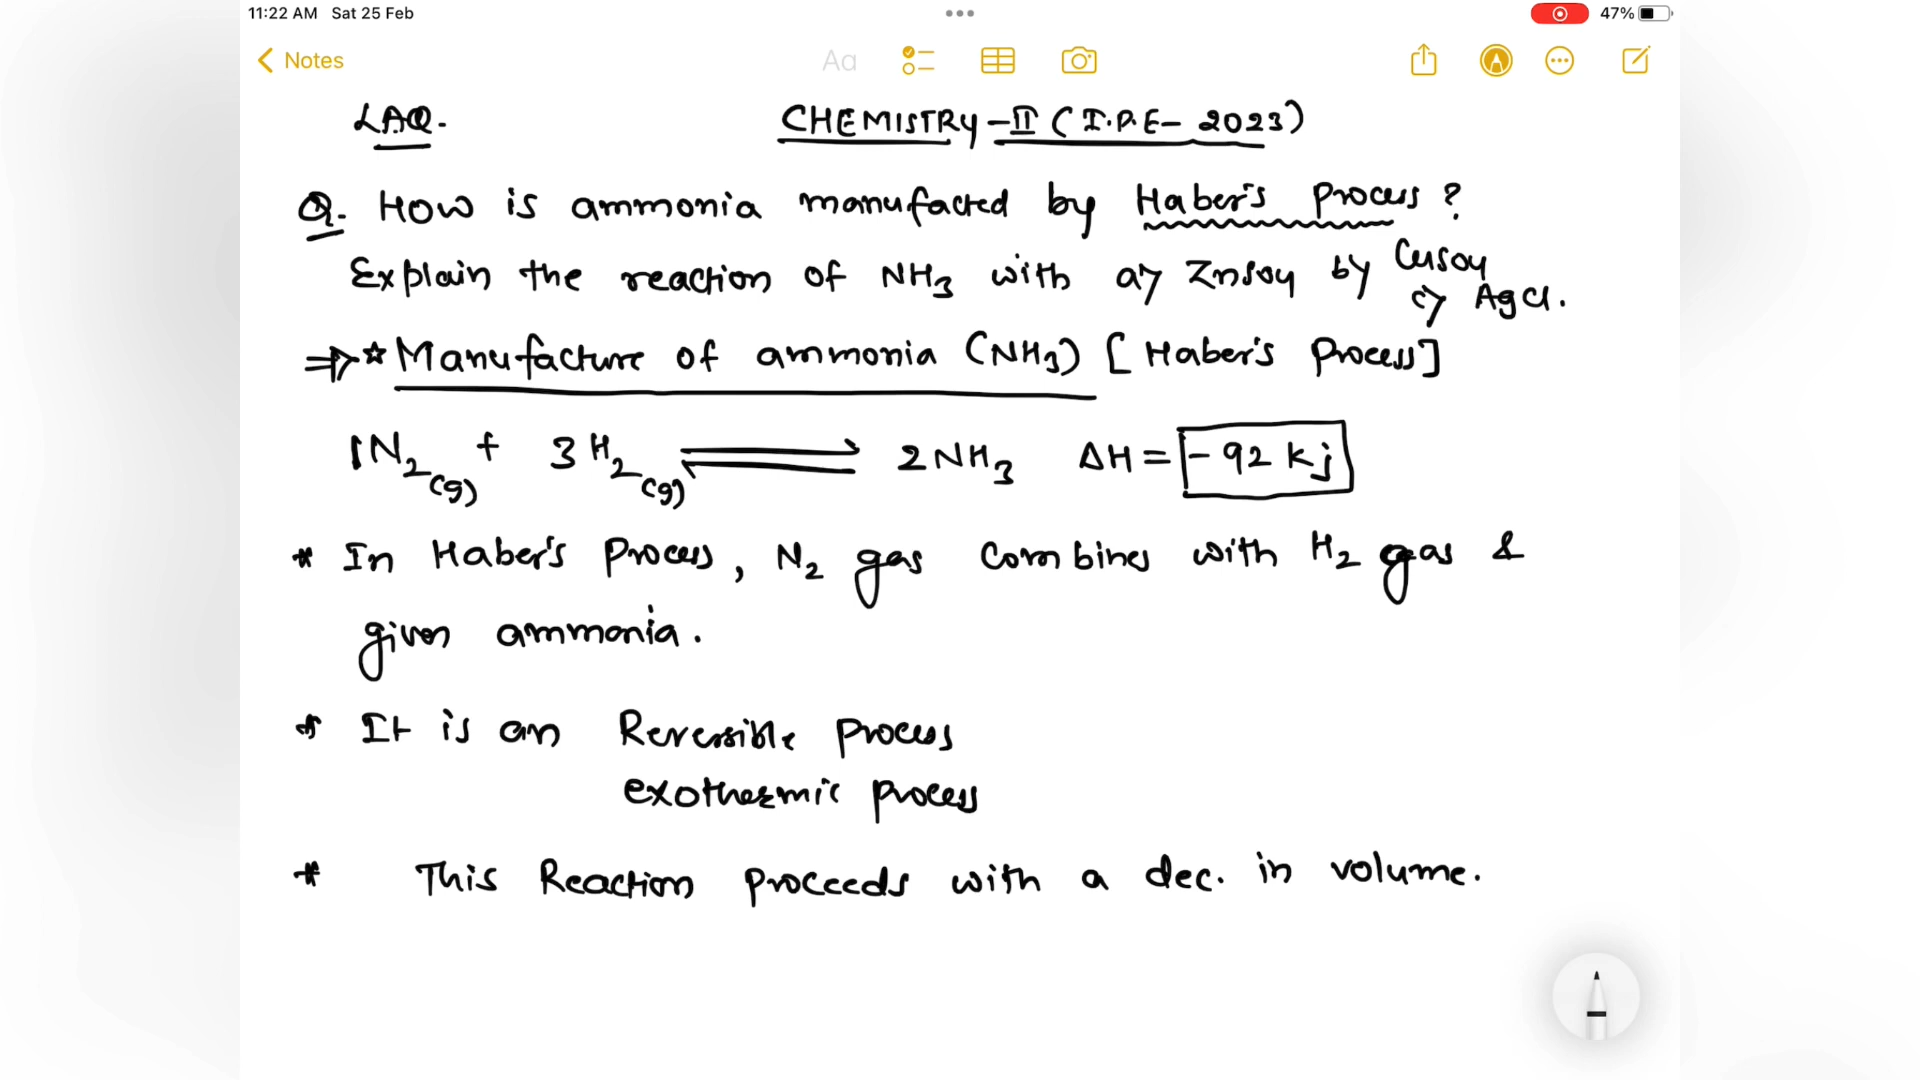 11:22 AM Sat 25 Feb
47%
Notes
Aa
LAQ.
CHEMISTRY-II (I.P.E- 2023)
Q. How is ammonia manufacted by Haber's Process?
Explain the reaction of NH3 with a) ZnSO4 by CuSO4
c) AgCl.
⇒ * Manufacture of ammonia (NH3) [Haber's Process]
1N2(g) + 3H2(g) ⇌ 2NH3 ΔH = -92 kj
* In Haber's Process, N2 gas combines with H2 gas &
given ammonia.
* It is an Reversible process
exothermic process
* This Reaction proceeds with a dec. in volume.